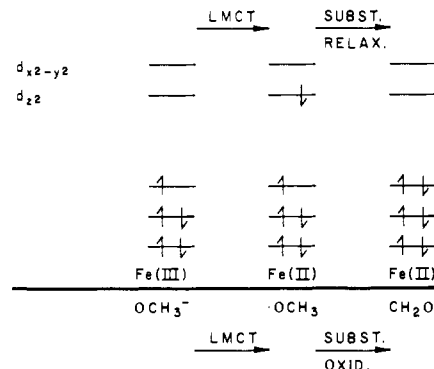 LMCT SUBST.
RELAX.
dx2-y2
dz2
Fe(III) Fe(II) Fe(II)
OCH3- ·OCH3 CH2O
LMCT SUBST.
OXID.